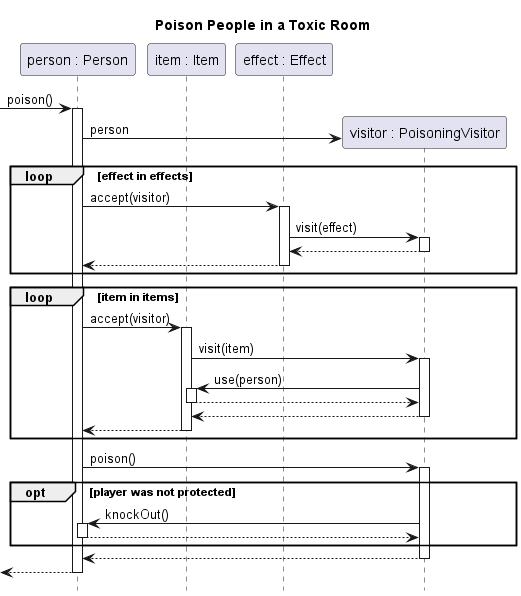 Poison People in a Toxic Room
person : Person
item : Item
effect : Effect
poison()
person
visitor : PoisoningVisitor
loop
[effect in effects]
accept(visitor)
visit(effect)
loop
[item in items]
accept(visitor)
visit(item)
use(person)
poison()
opt
[player was not protected]
knockOut()